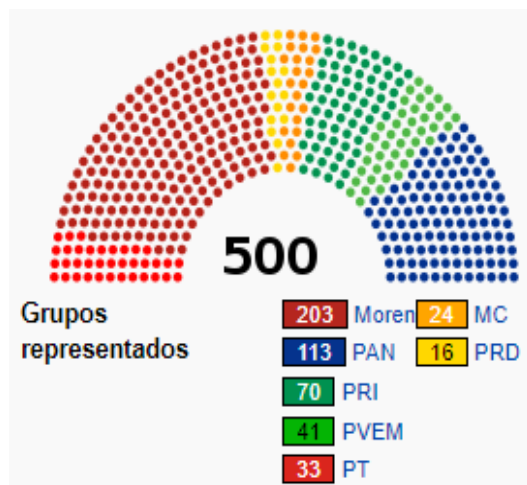 500
Grupos
representados
203 Moren 24 MC
113 PAN 16 PRD
70 PRI
41 PVEM
33 PT